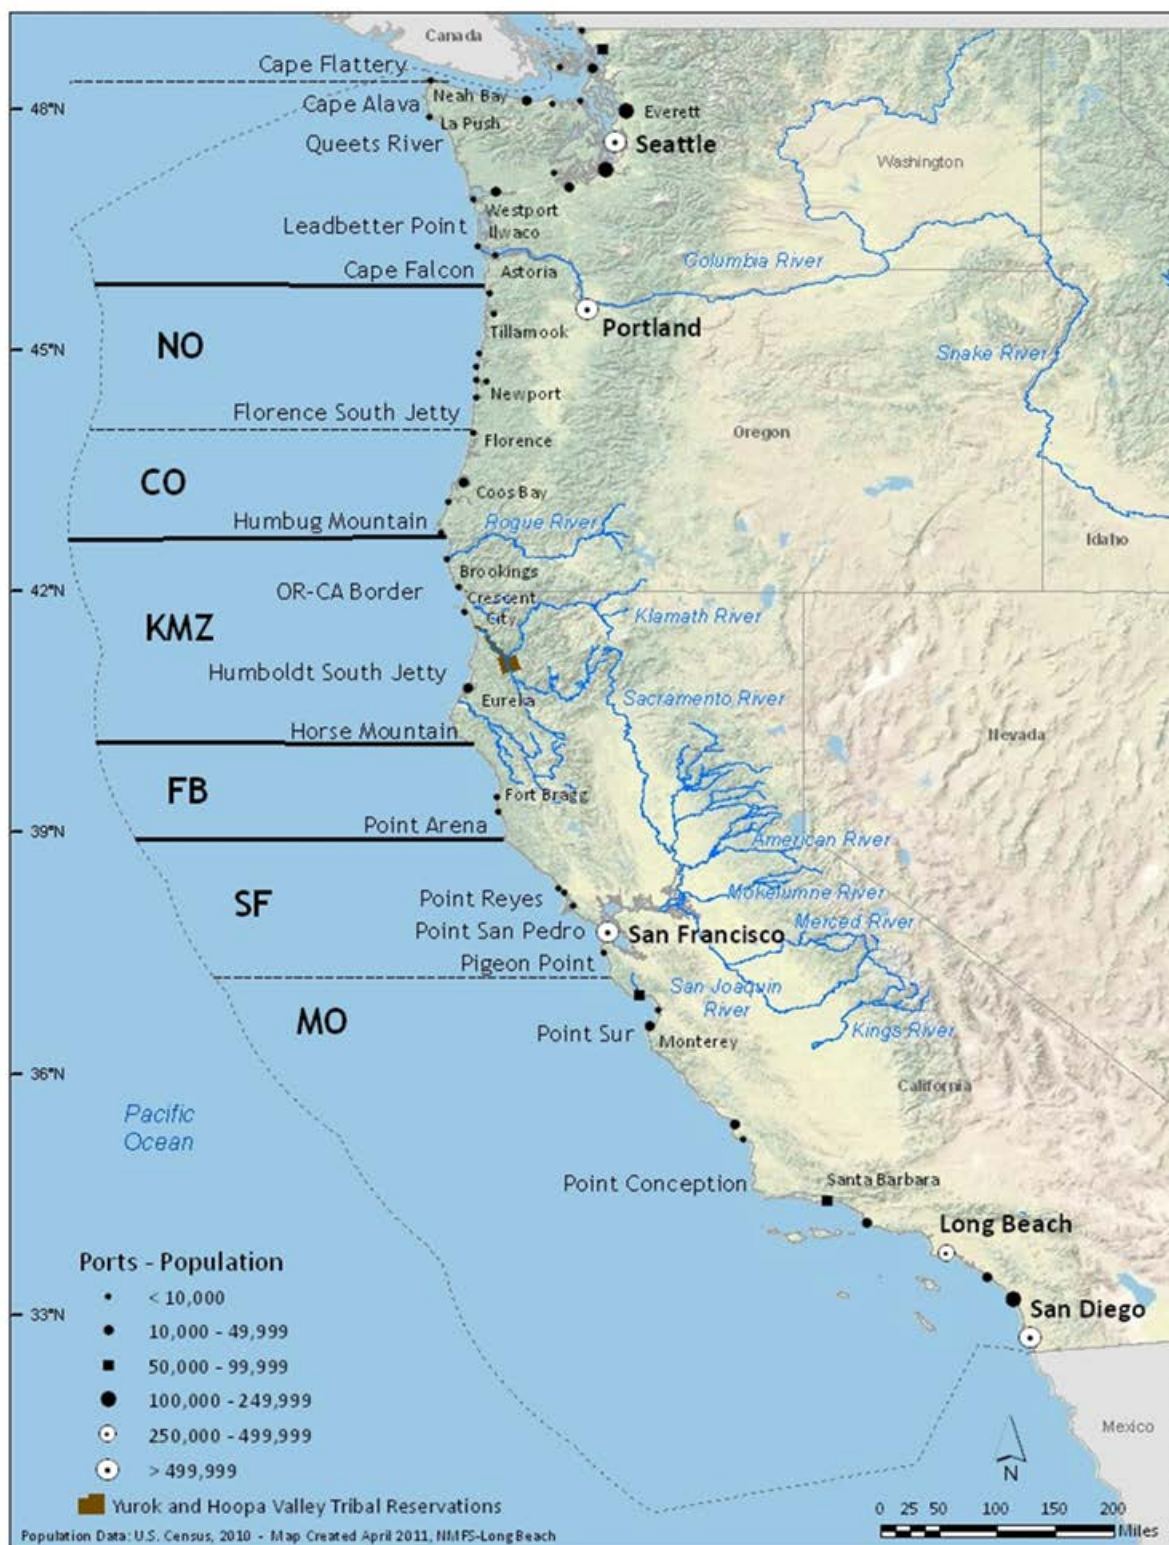 Canada
Cape Flattery
48°N
Cape Alava
Neah Bay
La Push
Everett
Queets River
Seattle
Washington
Westport
Leadbetter Point
Ilwaco
Columbia River
Cape Falcon
Astoria
Portland
Tillamook
NO
45°N
Snake River
Newport
Florence South Jetty
Florence
Oregon
CO
Coos Bay
Humbug Mountain
Rogue River
Idaho
Brookings
42°N
OR-CA Border
Crescent
City
KMZ
Klamath River
Humboldt South Jetty
Eureka
Sacramento River
Horse Mountain
Nevada
FB
Fort Bragg
39°N
Point Arena
American River
SF
Point Reyes
Mokelumne River
Merced River
Point San Pedro
San Francisco
Pigeon Point
San Joaquin
River
MO
Point Sur
Monterey
Kings River
36°N
California
Pacific
Ocean
Point Conception
Santa Barbara
Long Beach
Ports - Population
< 10,000
33°N
San Diego
10,000 - 49,999
50,000 - 99,999
100,000 - 249,999
250,000 - 499,999
Mexico
> 499,999
N
Yurok and Hoopa Valley Tribal Reservations
0 25 50 100 150 200
Miles
Population Data: U.S. Census, 2010 - Map Created April 2011, NMFS-Long Beach